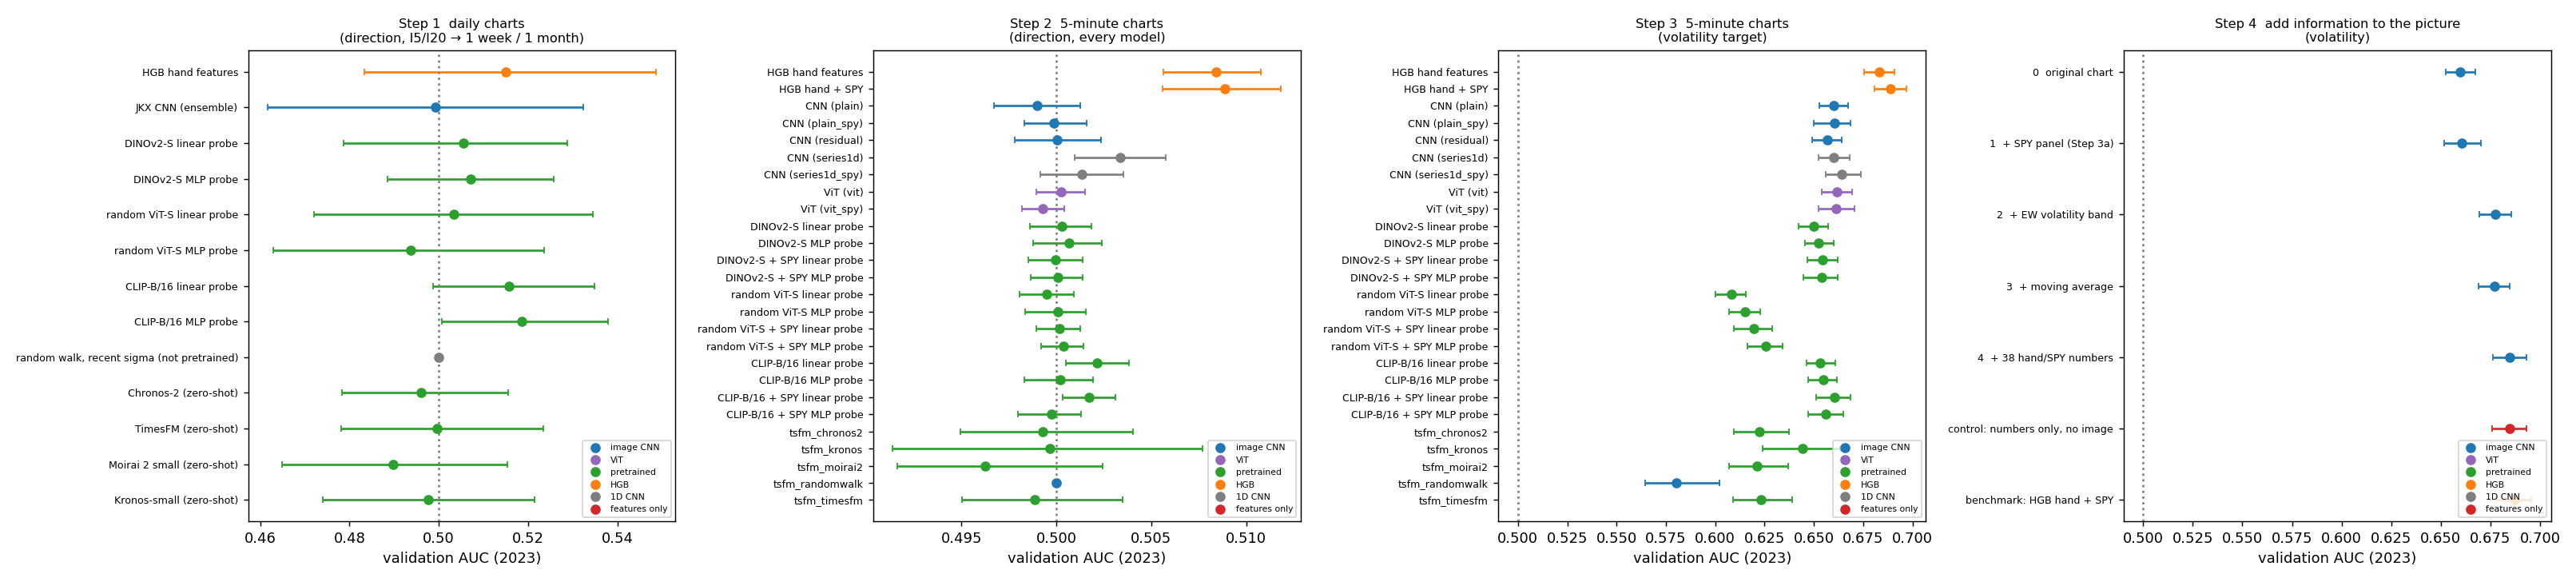 Step 1  daily charts
(direction, I5/I20 → 1 week / 1 month)
HGB hand features
JKX CNN (ensemble)
DINOv2-S linear probe
DINOv2-S MLP probe
random ViT-S linear probe
random ViT-S MLP probe
CLIP-B/16 linear probe
CLIP-B/16 MLP probe
random walk, recent sigma (not pretrained)
Chronos-2 (zero-shot)
TimesFM (zero-shot)
Moirai 2 small (zero-shot)
Kronos-small (zero-shot)
image CNN
ViT
pretrained
HGB
1D CNN
features only
0.46 0.48 0.50 0.52 0.54
validation AUC (2023)
Step 2  5-minute charts
(direction, every model)
HGB hand features
HGB hand + SPY
CNN (plain)
CNN (plain_spy)
CNN (residual)
CNN (series1d)
CNN (series1d_spy)
ViT (vit)
ViT (vit_spy)
DINOv2-S linear probe
DINOv2-S MLP probe
DINOv2-S + SPY linear probe
DINOv2-S + SPY MLP probe
random ViT-S linear probe
random ViT-S MLP probe
random ViT-S + SPY linear probe
random ViT-S + SPY MLP probe
CLIP-B/16 linear probe
CLIP-B/16 MLP probe
CLIP-B/16 + SPY linear probe
CLIP-B/16 + SPY MLP probe
tsfm_chronos2
tsfm_kronos
tsfm_moirai2
tsfm_randomwalk
tsfm_timesfm
image CNN
ViT
pretrained
HGB
1D CNN
features only
0.495 0.500 0.505 0.510
validation AUC (2023)
Step 3  5-minute charts
(volatility target)
HGB hand features
HGB hand + SPY
CNN (plain)
CNN (plain_spy)
CNN (residual)
CNN (series1d)
CNN (series1d_spy)
ViT (vit)
ViT (vit_spy)
DINOv2-S linear probe
DINOv2-S MLP probe
DINOv2-S + SPY linear probe
DINOv2-S + SPY MLP probe
random ViT-S linear probe
random ViT-S MLP probe
random ViT-S + SPY linear probe
random ViT-S + SPY MLP probe
CLIP-B/16 linear probe
CLIP-B/16 MLP probe
CLIP-B/16 + SPY linear probe
CLIP-B/16 + SPY MLP probe
tsfm_chronos2
tsfm_kronos
tsfm_moirai2
tsfm_randomwalk
tsfm_timesfm
image CNN
ViT
pretrained
HGB
1D CNN
features only
0.500 0.525 0.550 0.575 0.600 0.625 0.650 0.675 0.700
validation AUC (2023)
Step 4  add information to the picture
(volatility)
0  original chart
1  + SPY panel (Step 3a)
2  + EW volatility band
3  + moving average
4  + 38 hand/SPY numbers
control: numbers only, no image
benchmark: HGB hand + SPY
image CNN
ViT
pretrained
HGB
1D CNN
features only
0.500 0.525 0.550 0.575 0.600 0.625 0.650 0.675 0.700
validation AUC (2023)